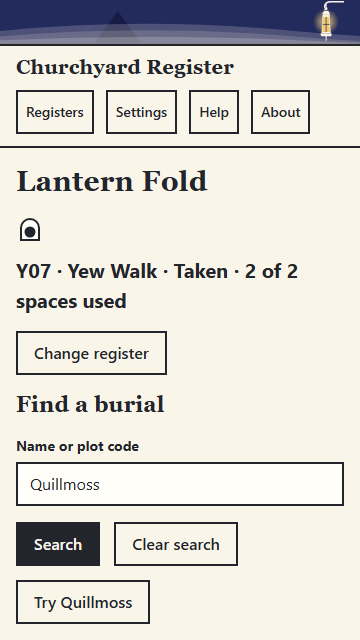 Churchyard Register
Registers
Settings
Help
About
Lantern Fold
Y07 · Yew Walk · Taken · 2 of 2
spaces used
Change register
Find a burial
Name or plot code
Quillmoss
Search
Clear search
Try Quillmoss